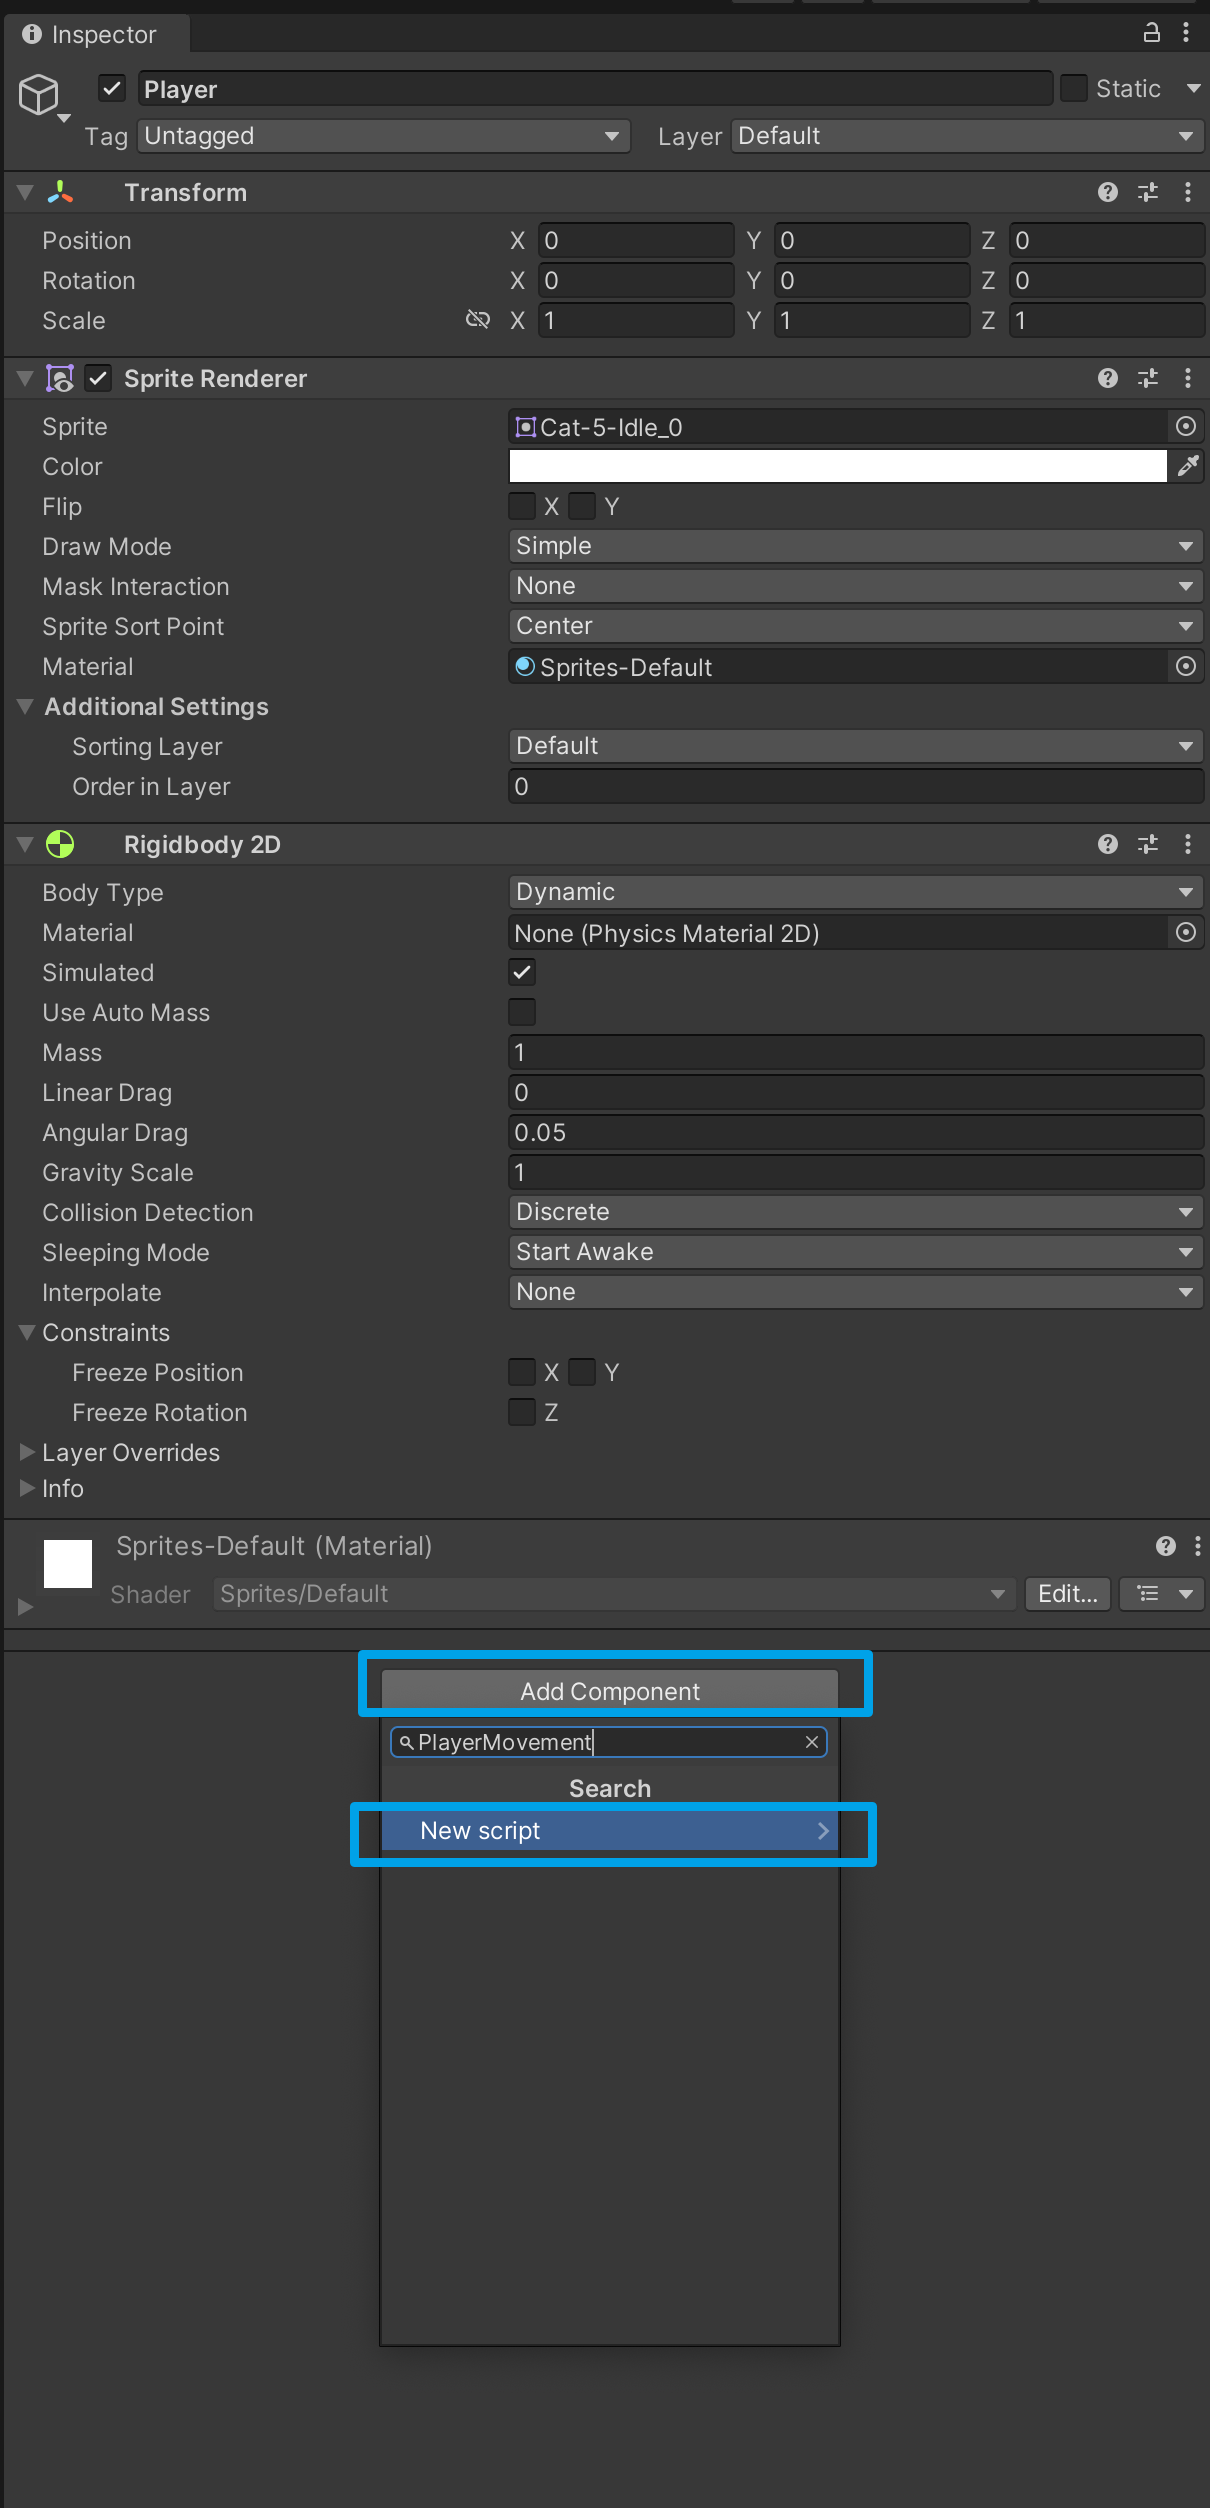 Inspector
Player Static
Tag Untagged Layer Default
Transform
Position X 0 Y 0 Z 0
Rotation X 0 Y 0 Z 0
Scale X 1 Y 1 Z 1
Sprite Renderer
Sprite Cat-5-Idle_0
Color
Flip X Y
Draw Mode Simple
Mask Interaction None
Sprite Sort Point Center
Material Sprites-Default
Additional Settings
Sorting Layer Default
Order in Layer 0
Rigidbody 2D
Body Type Dynamic
Material None (Physics Material 2D)
Simulated
Use Auto Mass
Mass 1
Linear Drag 0
Angular Drag 0.05
Gravity Scale 1
Collision Detection Discrete
Sleeping Mode Start Awake
Interpolate None
Constraints
Freeze Position X Y
Freeze Rotation Z
Layer Overrides
Info
Sprites-Default (Material)
Shader Sprites/Default Edit...
Add Component
PlayerMovement
Search
New script